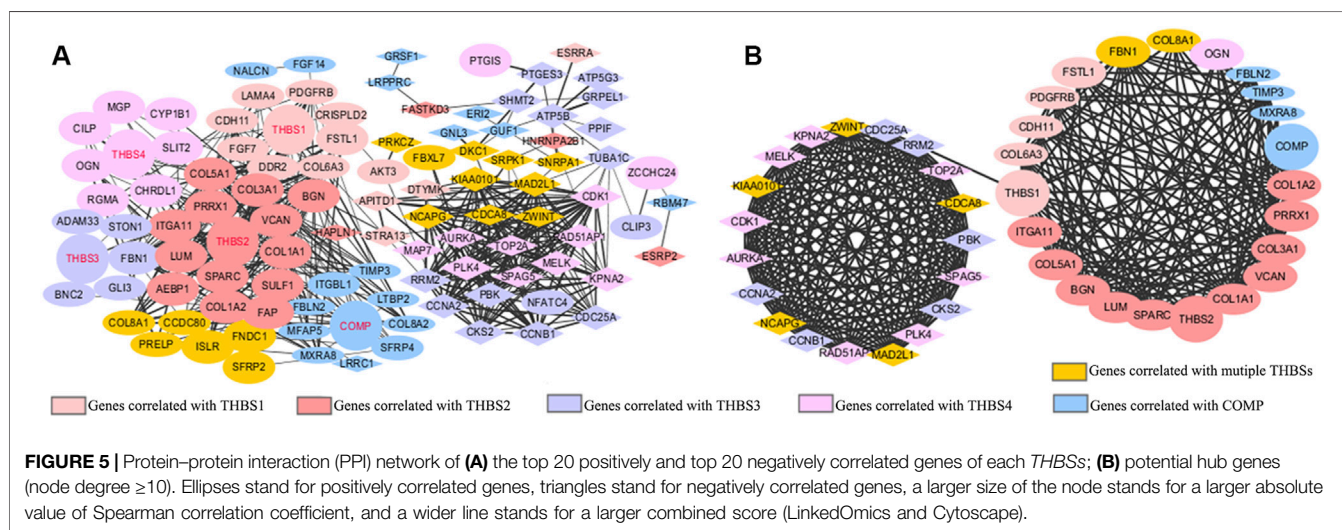 A
B
GRSF1
LRPPRC
FASTKD3
PTGIS
ESRRA
PTGES3
ATP5G3
SHMT2
GRPEL1
ERI2
ATP5B
PPIF
GNL3
GUF1
HNRNPA2B1
DKC1
TUBA1C
FBXL7
SRPK1
SNRPA1
KIAA0101
MAD2L1
ZCCHC24
RBM47
CLIP3
ESRP2
NALCN
FGF14
LAMA4
PDGFRB
CRISPLD2
CDH11
THBS1
FSTL1
FGF7
DDR2
COL6A3
PRKCZ
AKT3
DTYMK
APITD1
STRA13
MGP
CYP1B1
CILP
THBS4
SLIT2
OGN
CHRDL1
RGMA
COL5A1
COL3A1
BGN
PRRX1
VCAN
ITGA11
THBS2
HAPLN1
LUM
COL1A1
SPARC
AEBP1
SULF1
COL1A2
FAP
ADAM33
STON1
THBS3
FBN1
BNC2
GLI3
COL8A1
CCDC80
PRELP
ISLR
FNDC1
SFRP2
TIMP3
ITGBL1
LTBP2
FBLN2
MFAP5
COMP
COL8A2
MXRA8
SFRP4
LRRC1
NCAPG
CDCA8
ZWINT
CDK1
MAP7
AURKA
TOP2A
RAD51AP1
PLK4
MELK
SPAG5
KPNA2
RRM2
PBK
NFATC4
CCNA2
CDC25A
CKS2
CCNB1
ZWINT
KPNA2
CDC25A
MELK
RRM2
TOP2A
KIAA0101
CDCA8
CDK1
PBK
AURKA
SPAG5
CCNA2
CKS2
NCAPG
PLK4
CCNB1
RAD51AP
MAD2L1
COL8A1
FBN1
OGN
FSTL1
FBLN2
PDGFRB
TIMP3
MXRA8
CDH11
COMP
COL6A3
THBS1
COL1A2
ITGA11
PRRX1
COL5A1
COL3A1
BGN
VCAN
LUM
COL1A1
SPARC
THBS2
Genes correlated with mutiple THBSs
Genes correlated with THBS1
Genes correlated with THBS2
Genes correlated with THBS3
Genes correlated with THBS4
Genes correlated with COMP
FIGURE 5 | Protein–protein interaction (PPI) network of (A) the top 20 positively and top 20 negatively correlated genes of each THBSs; (B) potential hub genes
(node degree ≥10). Ellipses stand for positively correlated genes, triangles stand for negatively correlated genes, a larger size of the node stands for a larger absolute
value of Spearman correlation coefficient, and a wider line stands for a larger combined score (LinkedOmics and Cytoscape).